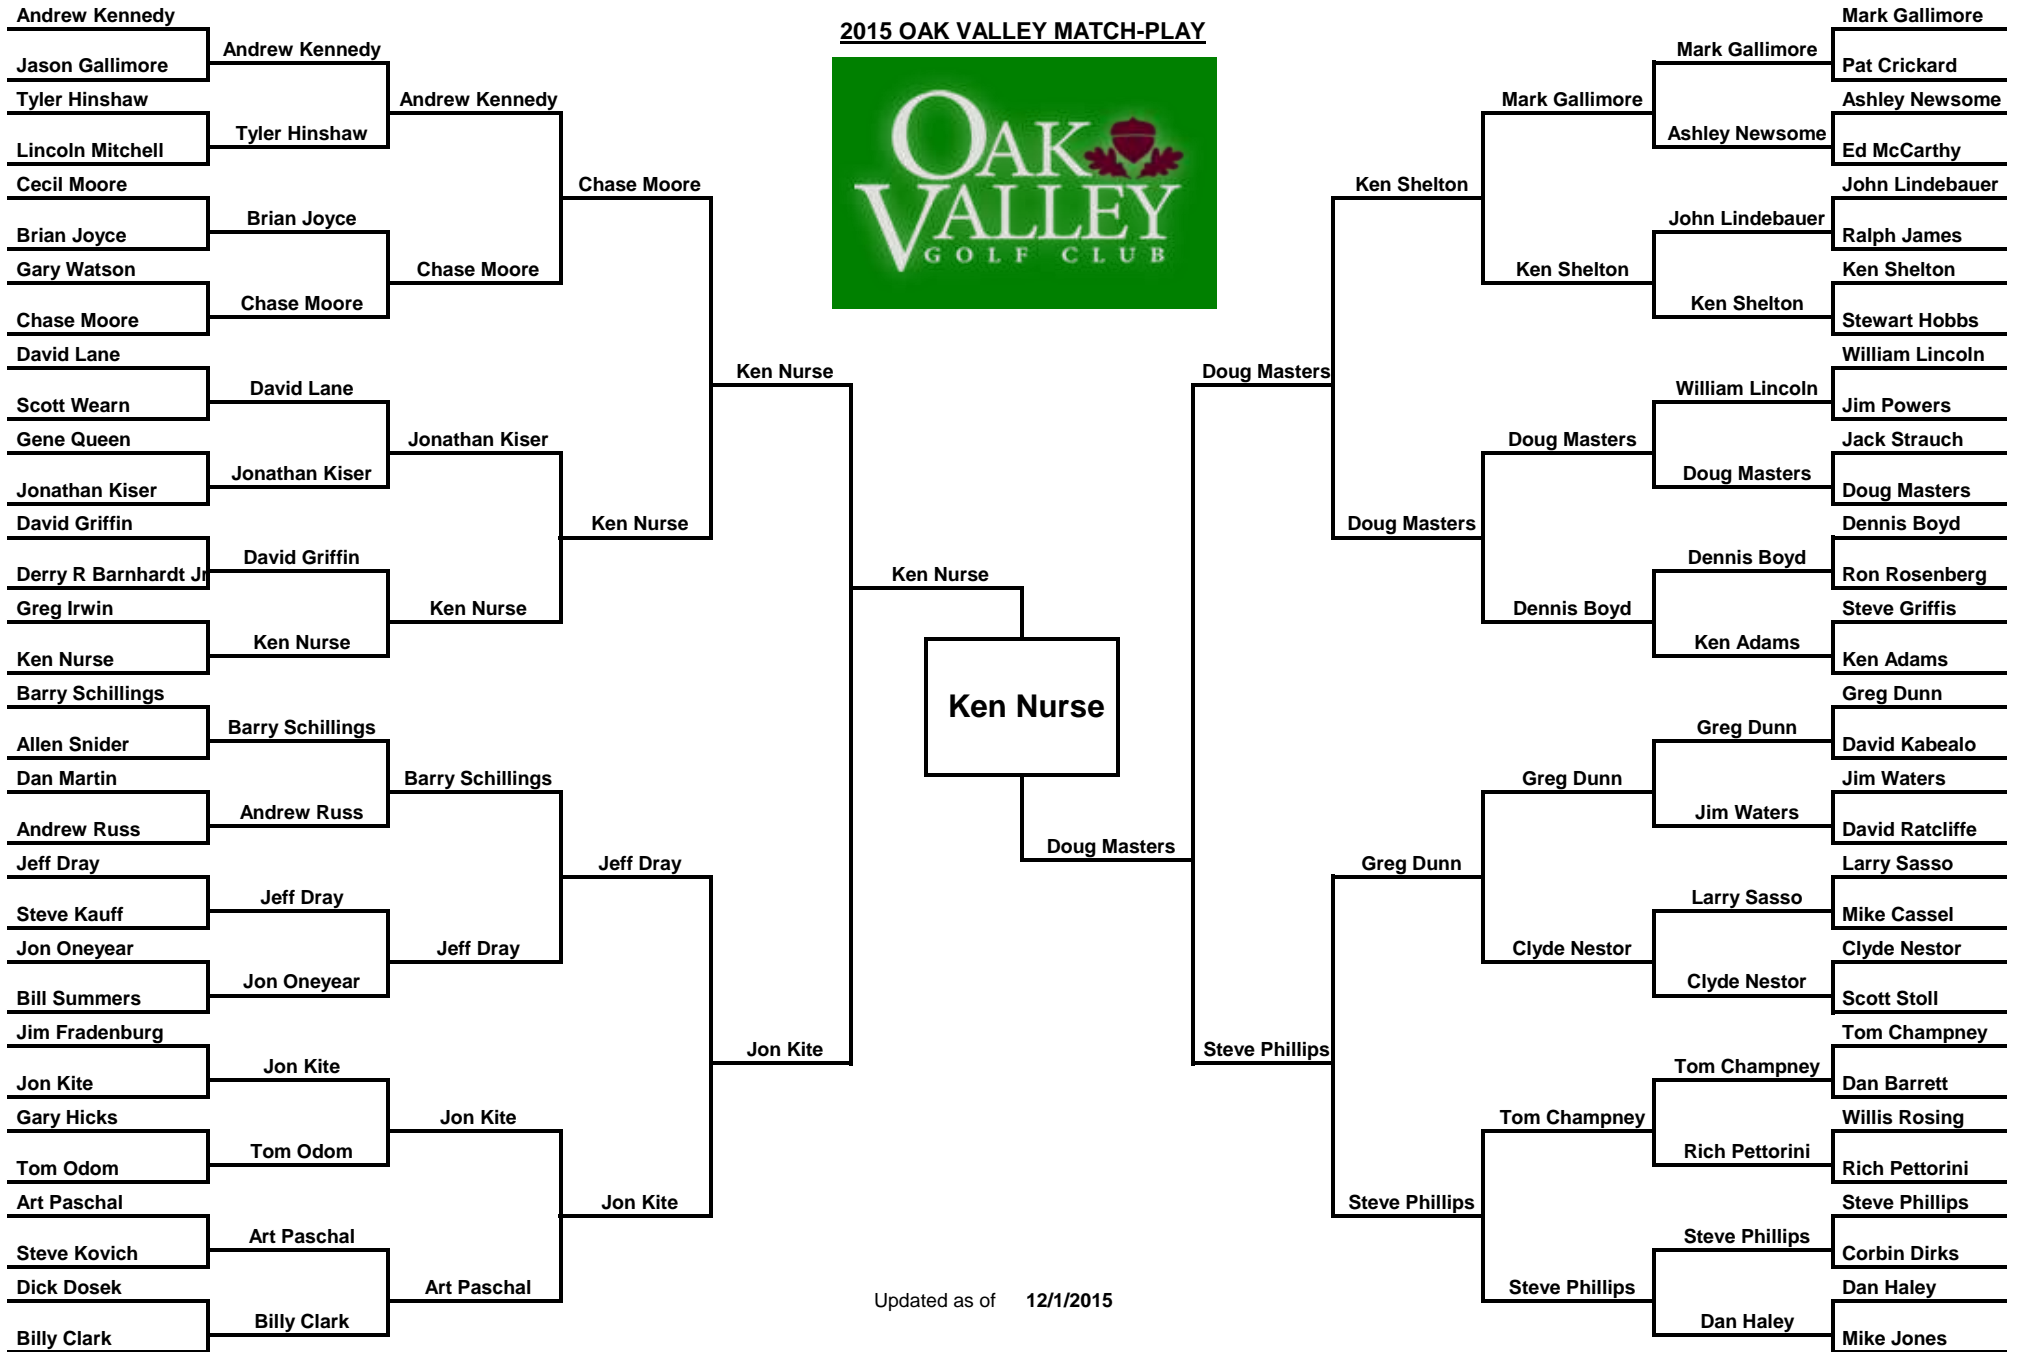 2015 OAK VALLEY MATCH-PLAY
OAK
VALLEY
GOLF CLUB
Andrew Kennedy
Jason Gallimore
Tyler Hinshaw
Lincoln Mitchell
Cecil Moore
Brian Joyce
Gary Watson
Chase Moore
David Lane
Scott Wearn
Gene Queen
Jonathan Kiser
David Griffin
Derry R Barnhardt Jr
Greg Irwin
Ken Nurse
Barry Schillings
Allen Snider
Dan Martin
Andrew Russ
Jeff Dray
Steve Kauff
Jon Oneyear
Bill Summers
Jim Fradenburg
Jon Kite
Gary Hicks
Tom Odom
Art Paschal
Steve Kovich
Dick Dosek
Billy Clark
Andrew Kennedy
Tyler Hinshaw
Brian Joyce
Chase Moore
David Lane
Jonathan Kiser
David Griffin
Ken Nurse
Barry Schillings
Andrew Russ
Jeff Dray
Jon Oneyear
Jon Kite
Tom Odom
Art Paschal
Billy Clark
Andrew Kennedy
Chase Moore
Jonathan Kiser
Ken Nurse
Barry Schillings
Jeff Dray
Jon Kite
Art Paschal
Chase Moore
Ken Nurse
Jeff Dray
Jon Kite
Ken Nurse
Jon Kite
Ken Nurse
Ken Nurse
Doug Masters
Doug Masters
Steve Phillips
Ken Shelton
Doug Masters
Greg Dunn
Steve Phillips
Mark Gallimore
Ken Shelton
Doug Masters
Dennis Boyd
Greg Dunn
Clyde Nestor
Tom Champney
Steve Phillips
Mark Gallimore
Ashley Newsome
John Lindebauer
Ken Shelton
William Lincoln
Doug Masters
Dennis Boyd
Ken Adams
Greg Dunn
Jim Waters
Larry Sasso
Clyde Nestor
Tom Champney
Rich Pettorini
Steve Phillips
Dan Haley
Mark Gallimore
Pat Crickard
Ashley Newsome
Ed McCarthy
John Lindebauer
Ralph James
Ken Shelton
Stewart Hobbs
William Lincoln
Jim Powers
Jack Strauch
Doug Masters
Dennis Boyd
Ron Rosenberg
Steve Griffis
Ken Adams
Greg Dunn
David Kabealo
Jim Waters
David Ratcliffe
Larry Sasso
Mike Cassel
Clyde Nestor
Scott Stoll
Tom Champney
Dan Barrett
Willis Rosing
Rich Pettorini
Steve Phillips
Corbin Dirks
Dan Haley
Mike Jones
Updated as of 12/1/2015